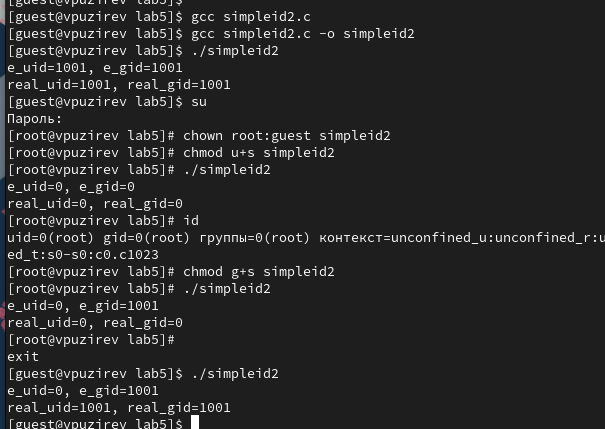 [guest@vpuzirev lab5]$
[guest@vpuzirev lab5]$ gcc simpleid2.c
[guest@vpuzirev lab5]$ gcc simpleid2.c -o simpleid2
[guest@vpuzirev lab5]$ ./simpleid2
e_uid=1001, e_gid=1001
real_uid=1001, real_gid=1001
[guest@vpuzirev lab5]$ su
Пароль:
[root@vpuzirev lab5]# chown root:guest simpleid2
[root@vpuzirev lab5]# chmod u+s simpleid2
[root@vpuzirev lab5]# ./simpleid2
e_uid=0, e_gid=0
real_uid=0, real_gid=0
[root@vpuzirev lab5]# id
uid=0(root) gid=0(root) группы=0(root) контекст=unconfined_u:unconfined_r:u
ed_t:s0-s0:c0.c1023
[root@vpuzirev lab5]# chmod g+s simpleid2
[root@vpuzirev lab5]# ./simpleid2
e_uid=0, e_gid=1001
real_uid=0, real_gid=0
[root@vpuzirev lab5]#
exit
[guest@vpuzirev lab5]$ ./simpleid2
e_uid=0, e_gid=1001
real_uid=1001, real_gid=1001
[guest@vpuzirev lab5]$